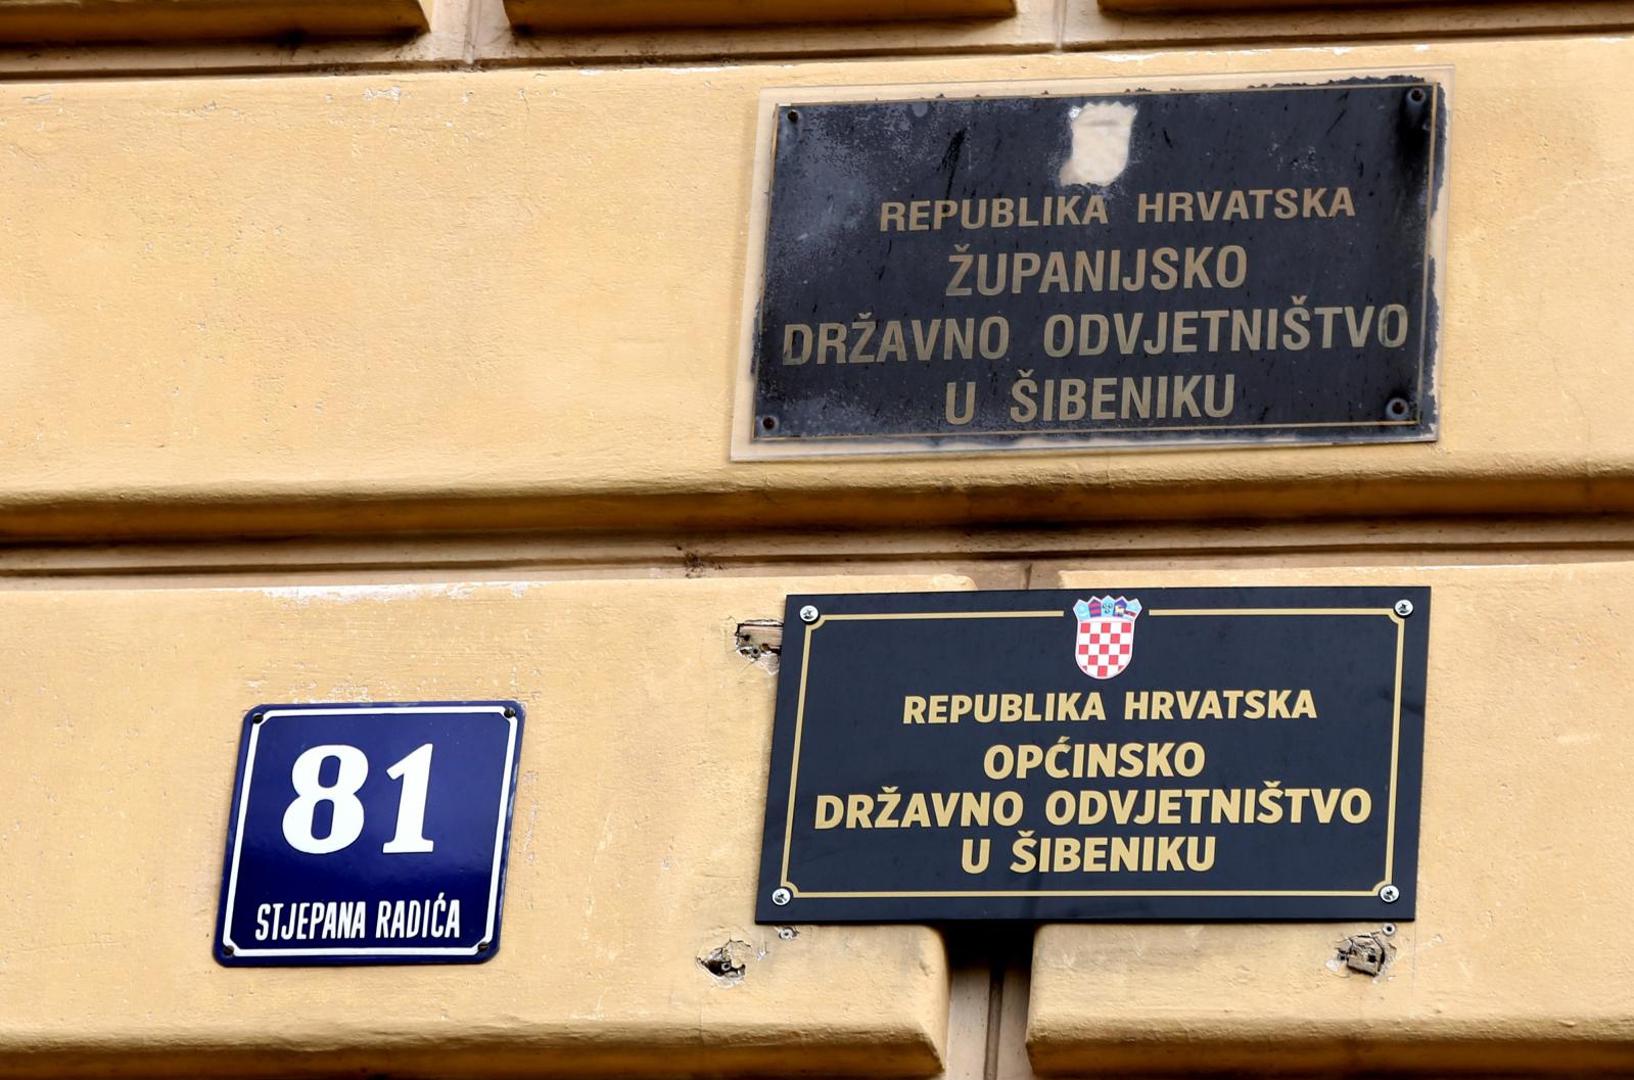 REPUBLIKA HRVATSKA
ŽUPANIJSKO
DRŽAVNO ODVJETNIŠTVO
U ŠIBENIKU
REPUBLIKA HRVATSKA
OPĆINSKO
DRŽAVNO ODVJETNIŠTVO
U ŠIBENIKU
81
STJEPANA RADIĆA